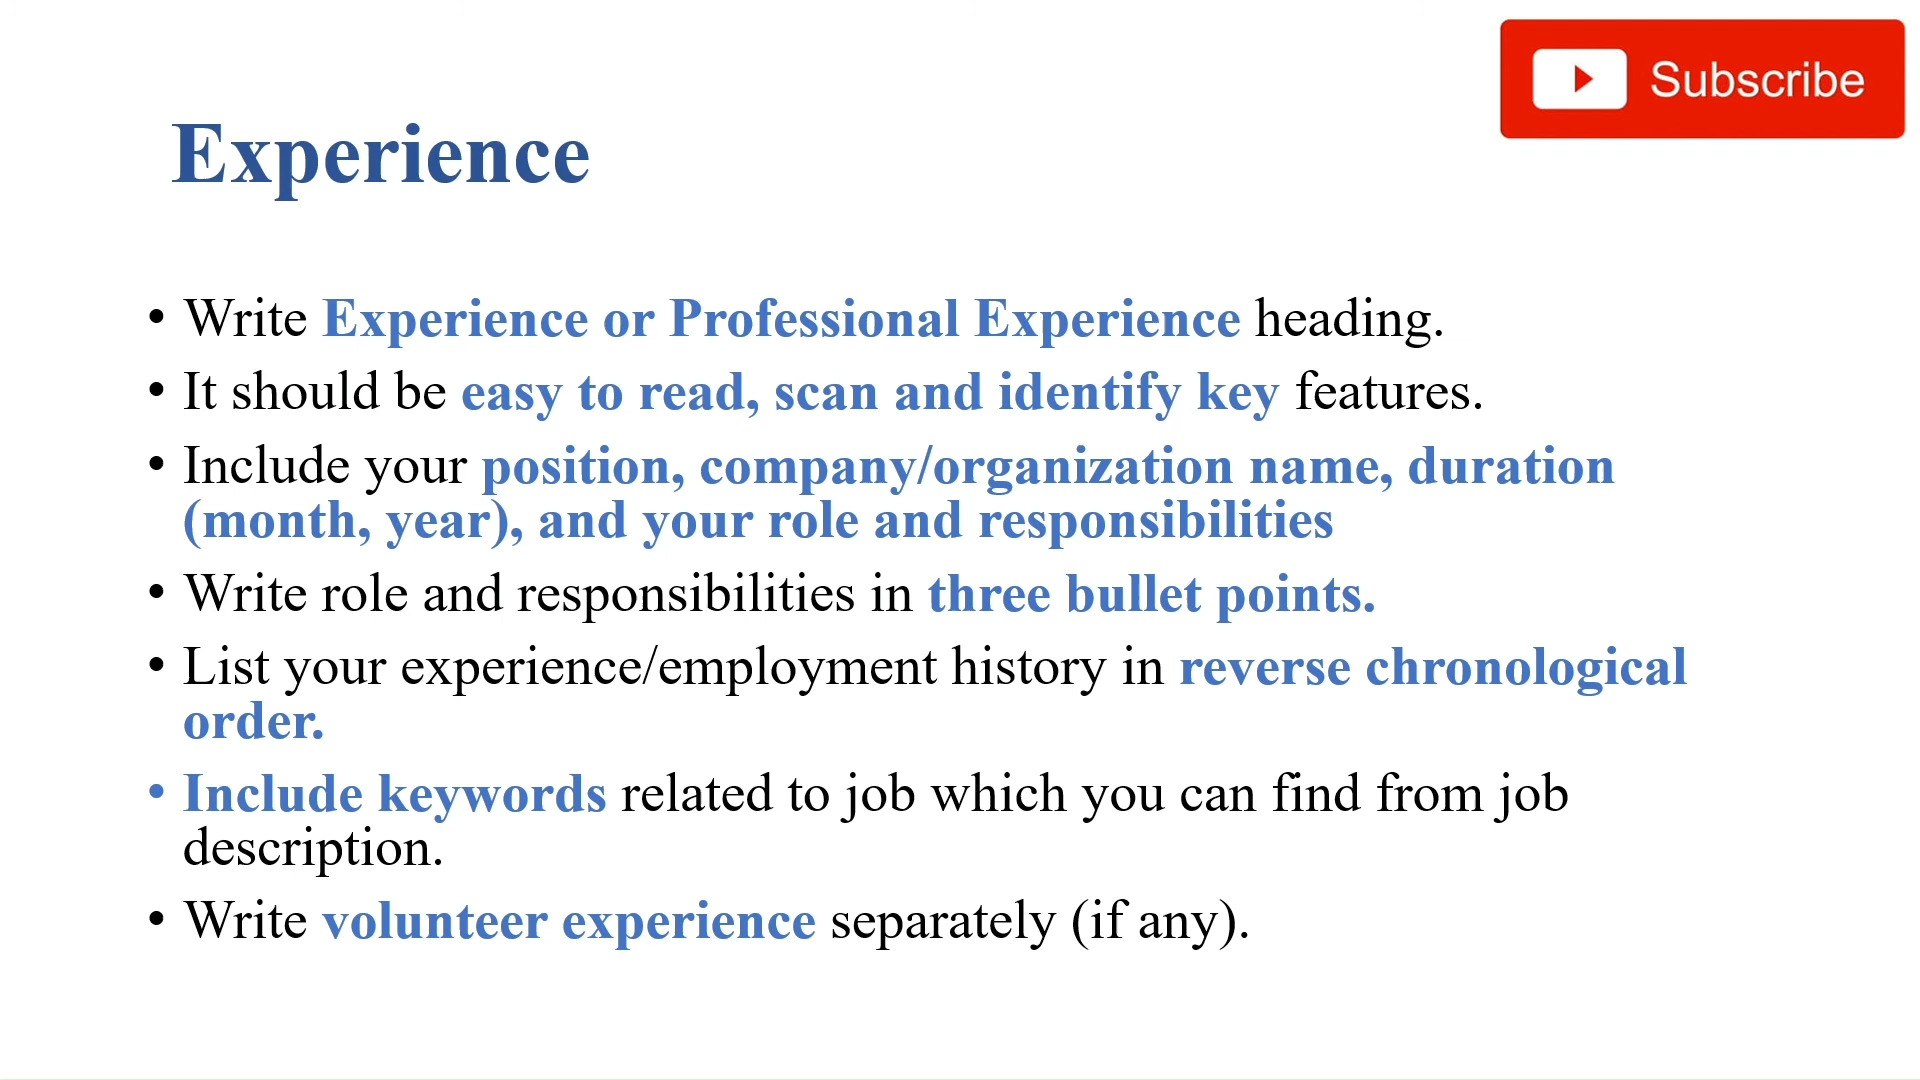 Subscribe
Experience
• Write Experience or Professional Experience heading.
• It should be easy to read, scan and identify key features.
• Include your position, company/organization name, duration
(month, year), and your role and responsibilities
• Write role and responsibilities in three bullet points.
• List your experience/employment history in reverse chronological
order.
• Include keywords related to job which you can find from job
description.
• Write volunteer experience separately (if any).